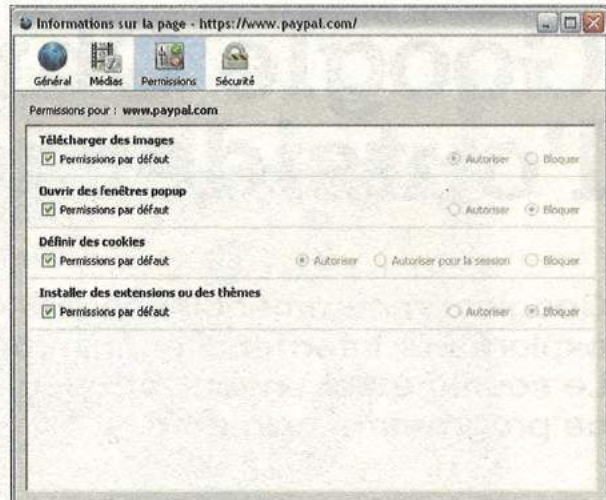 Informations sur la page - https://www.paypal.com/
Général Médias Permissions Sécurité
Permissions pour : www.paypal.com
Télécharger des images
Permissions par défaut Autoriser Bloquer
Ouvrir des fenêtres popup
Permissions par défaut Autoriser Bloquer
Définir des cookies
Permissions par défaut Autoriser Autoriser pour la session Bloquer
Installer des extensions ou des thèmes
Permissions par défaut Autoriser Bloquer